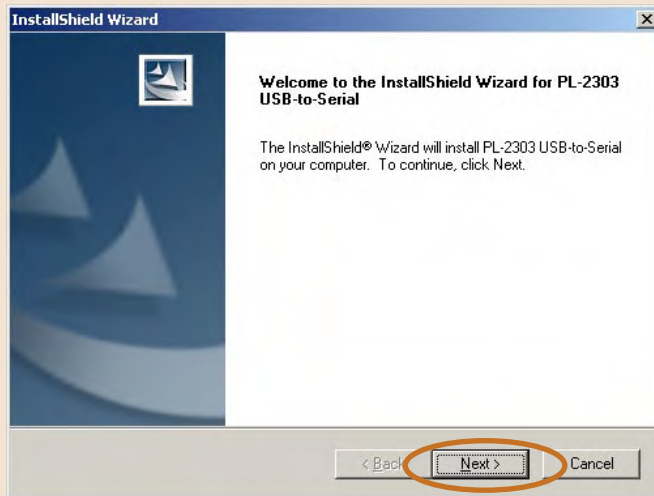 InstallShield Wizard
Welcome to the InstallShield Wizard for PL-2303
USB-to-Serial
The InstallShield® Wizard will install PL-2303 USB-to-Serial
on your computer. To continue, click Next.
< Back Next > Cancel